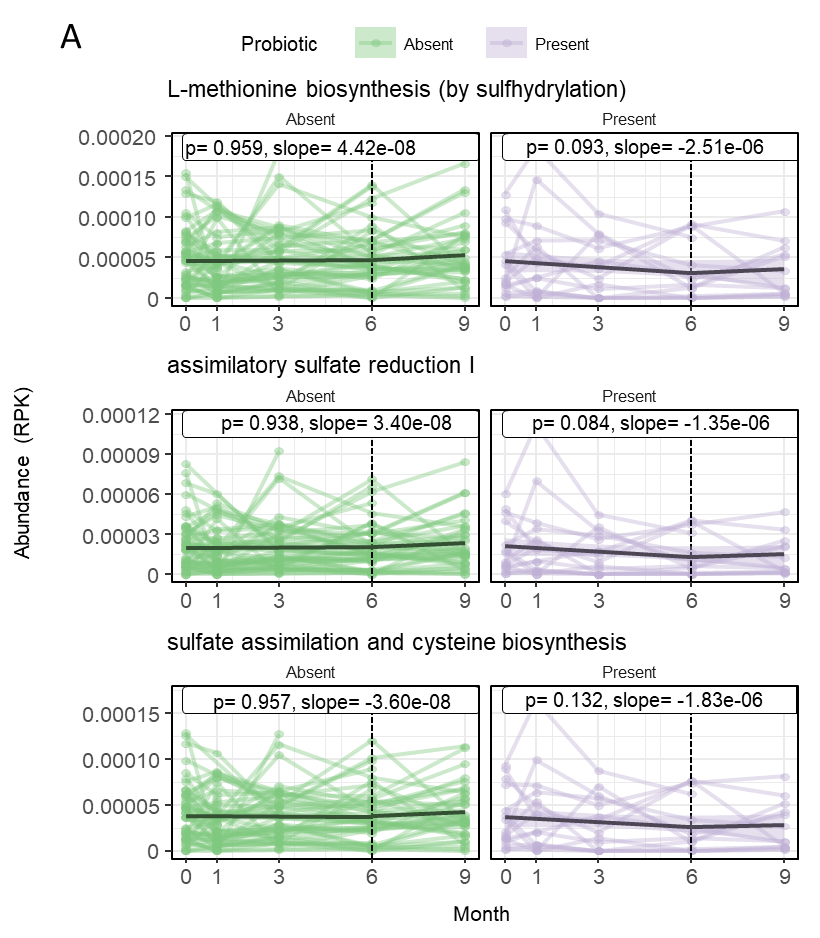 A
Probiotic Absent Present
L-methionine biosynthesis (by sulfhydrylation)
Absent Present
p= 0.959, slope= 4.42e-08 p= 0.093, slope= -2.51e-06
0.00020
0.00015
0.00010
0.00005
0
0 1 3 6 9 0 1 3 6 9
assimilatory sulfate reduction I
Absent Present
p= 0.938, slope= 3.40e-08 p= 0.084, slope= -1.35e-06
0.00012
0.00009
0.00006
0.00003
0
0 1 3 6 9 0 1 3 6 9
sulfate assimilation and cysteine biosynthesis
Absent Present
p= 0.957, slope= -3.60e-08 p= 0.132, slope= -1.83e-06
0.00015
0.00010
0.00005
0
0 1 3 6 9 0 1 3 6 9
Abundance (RPK)
Month